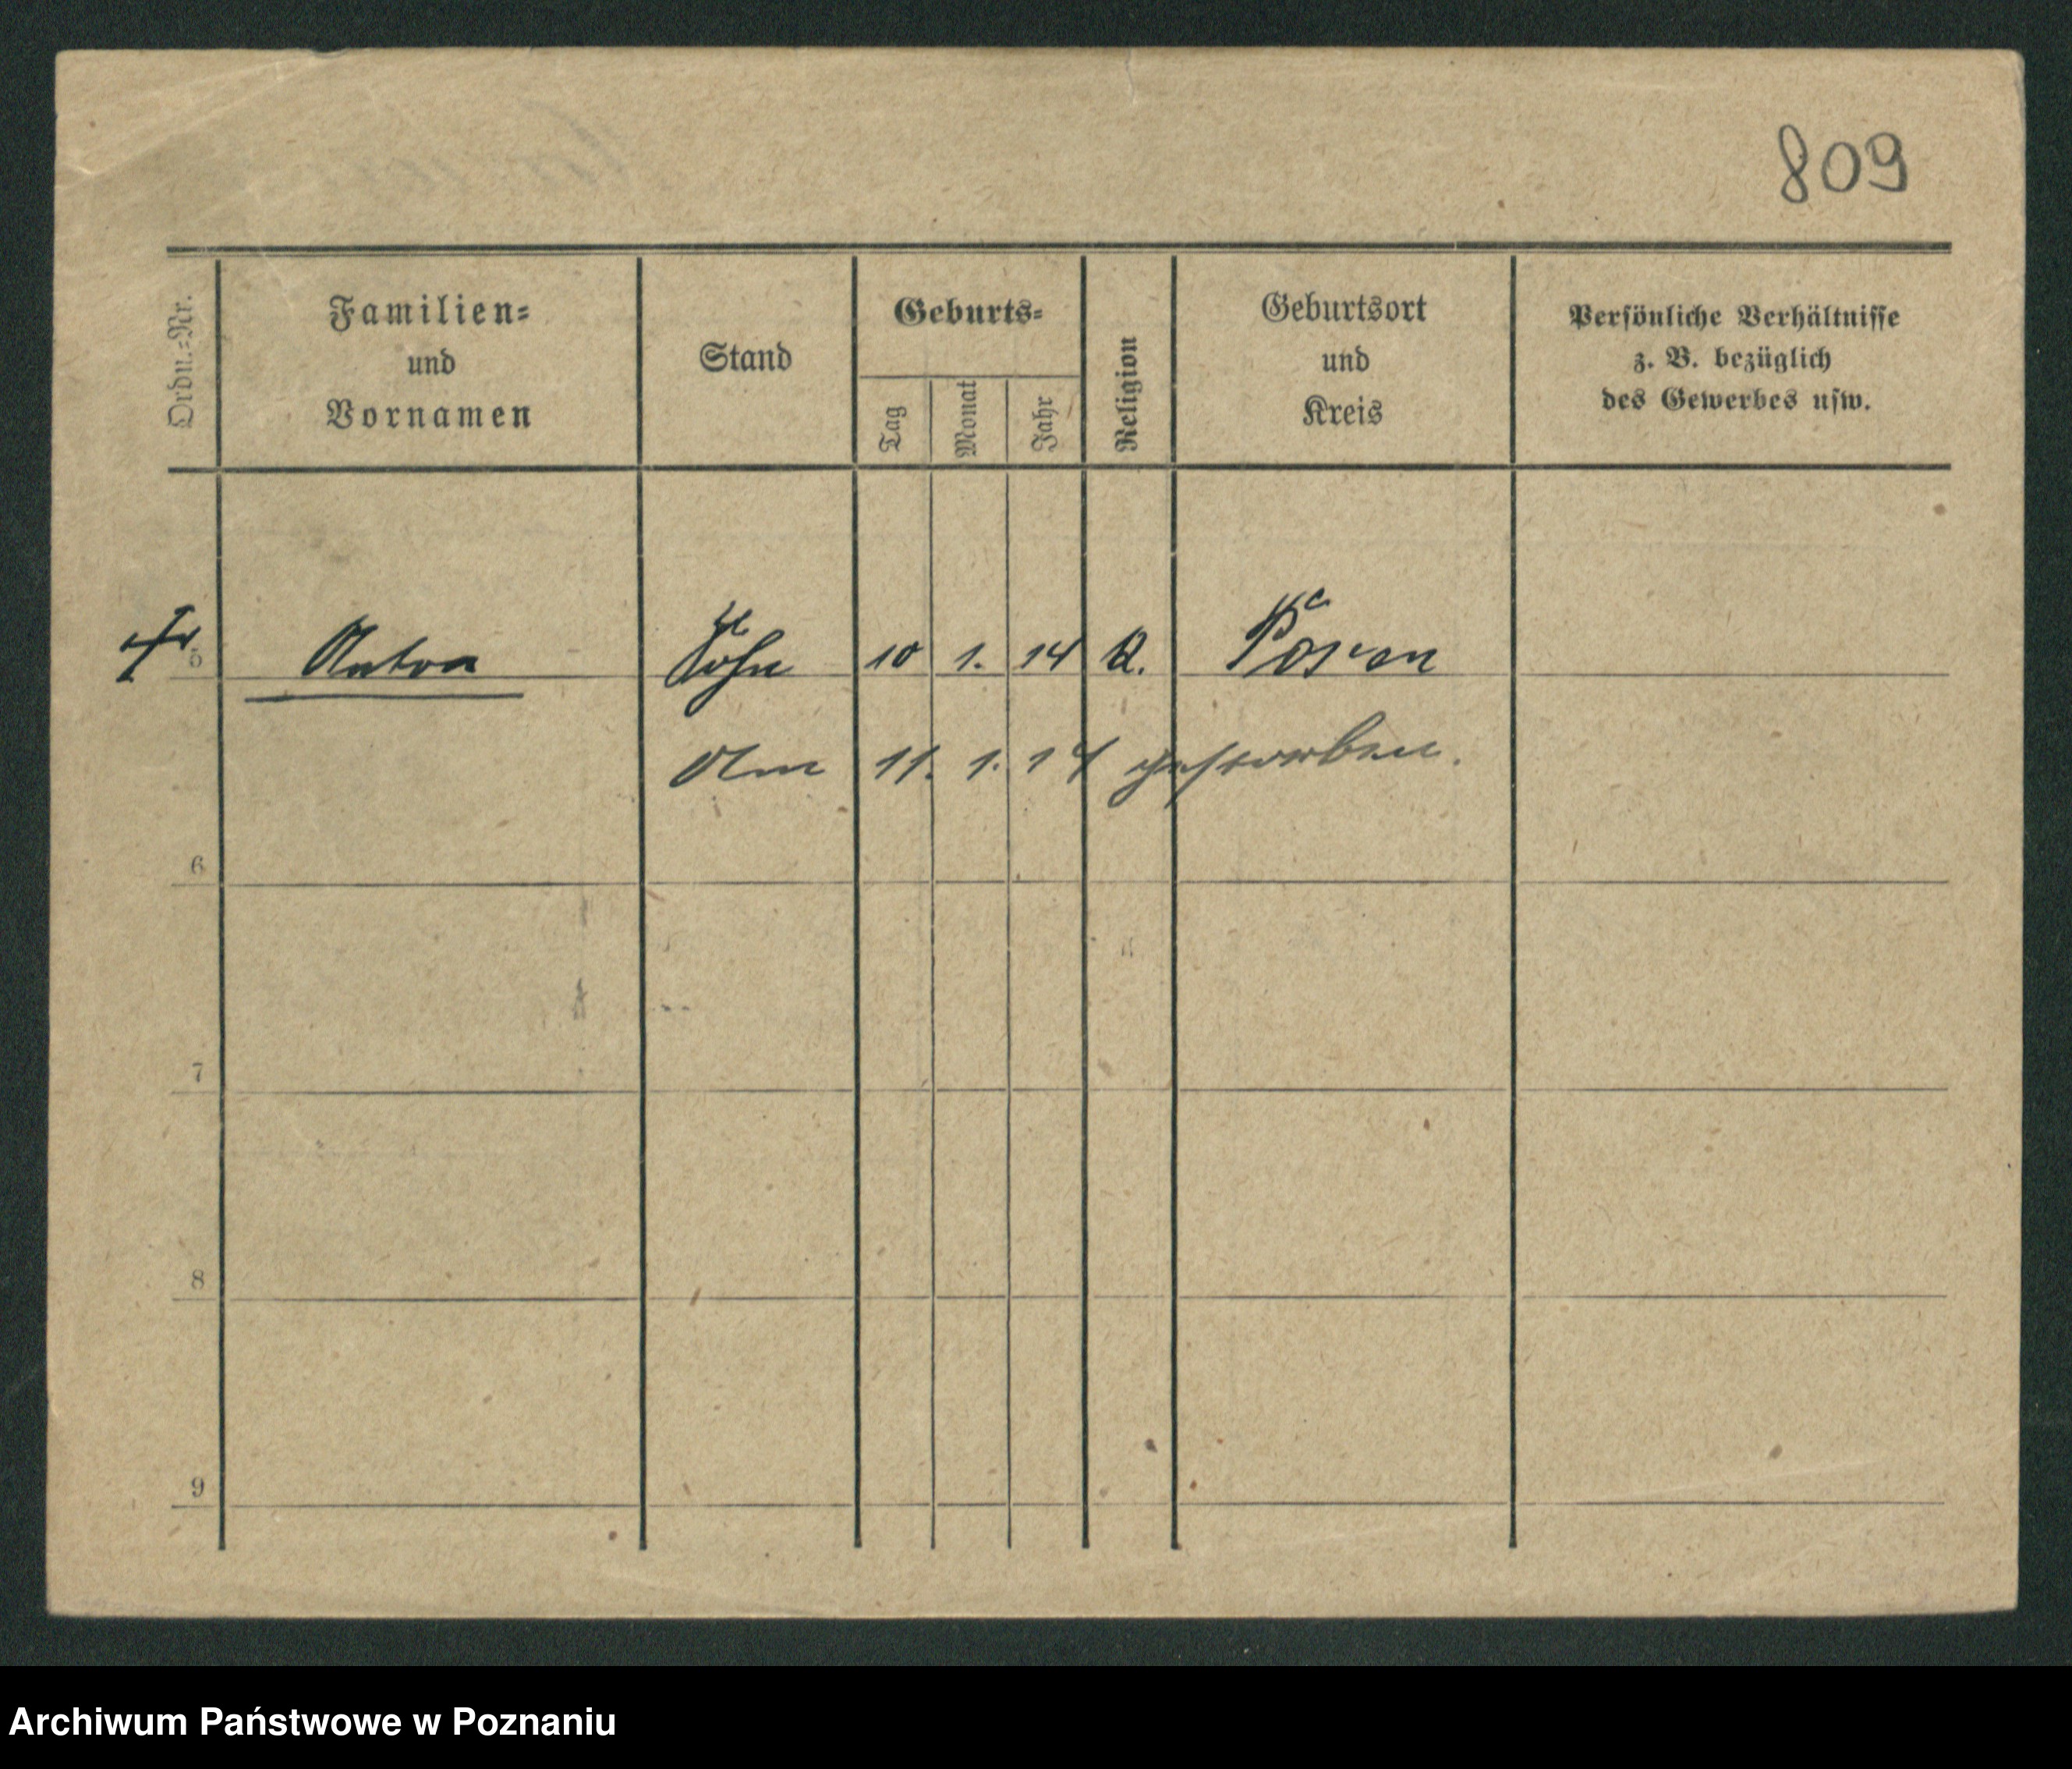 809
Ordn.-Nr.
Familien-
und
Vornamen
Stand
Geburts-
Tag
Monat
Jahr
Religion
Geburtsort
und
Kreis
Persönliche Verhältnisse
z. B. bezüglich
des Gewerbes usw.
5 Anton Sohn 10 1. 14 K. Posen
Am 11. 1. 14 gestorben.
6
7
8
9
Archiwum Państwowe w Poznaniu